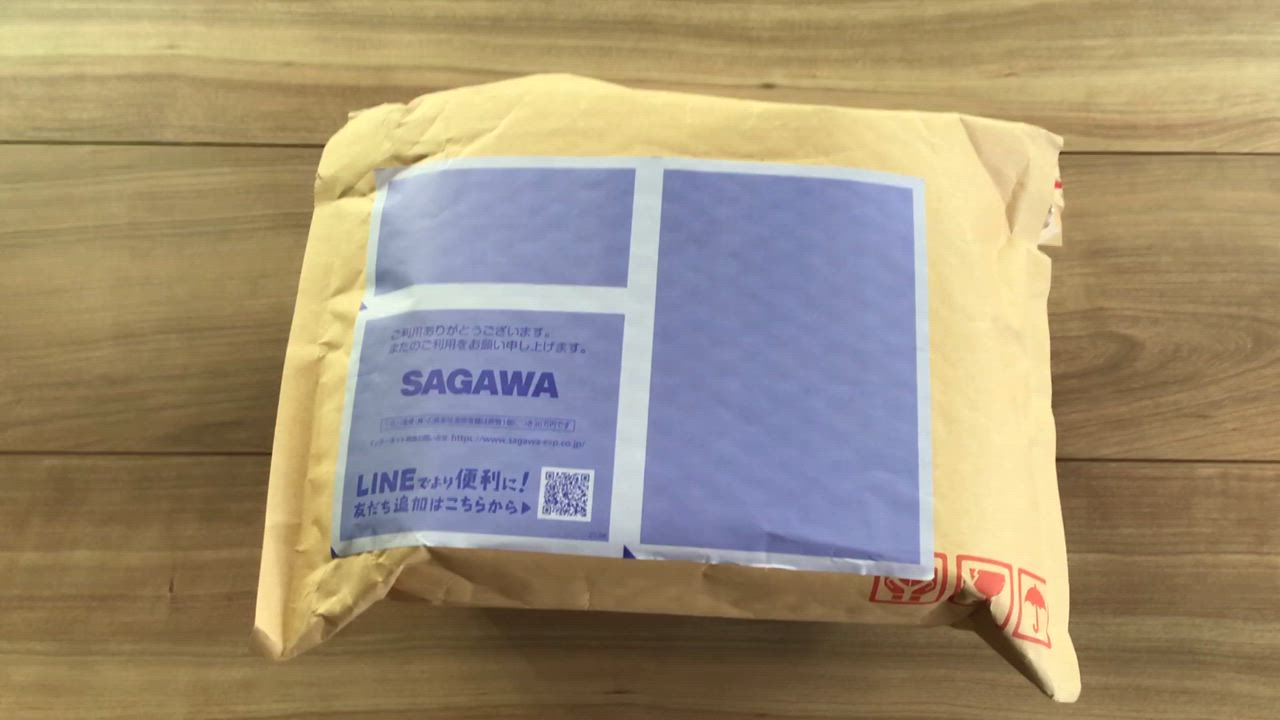 ご利用ありがとうございます。
またのご利用をお願い申し上げます。
SAGAWA
https://www.sagawa-exp.co.jp/
LINEでより便利に!
友だち追加はこちらから▶